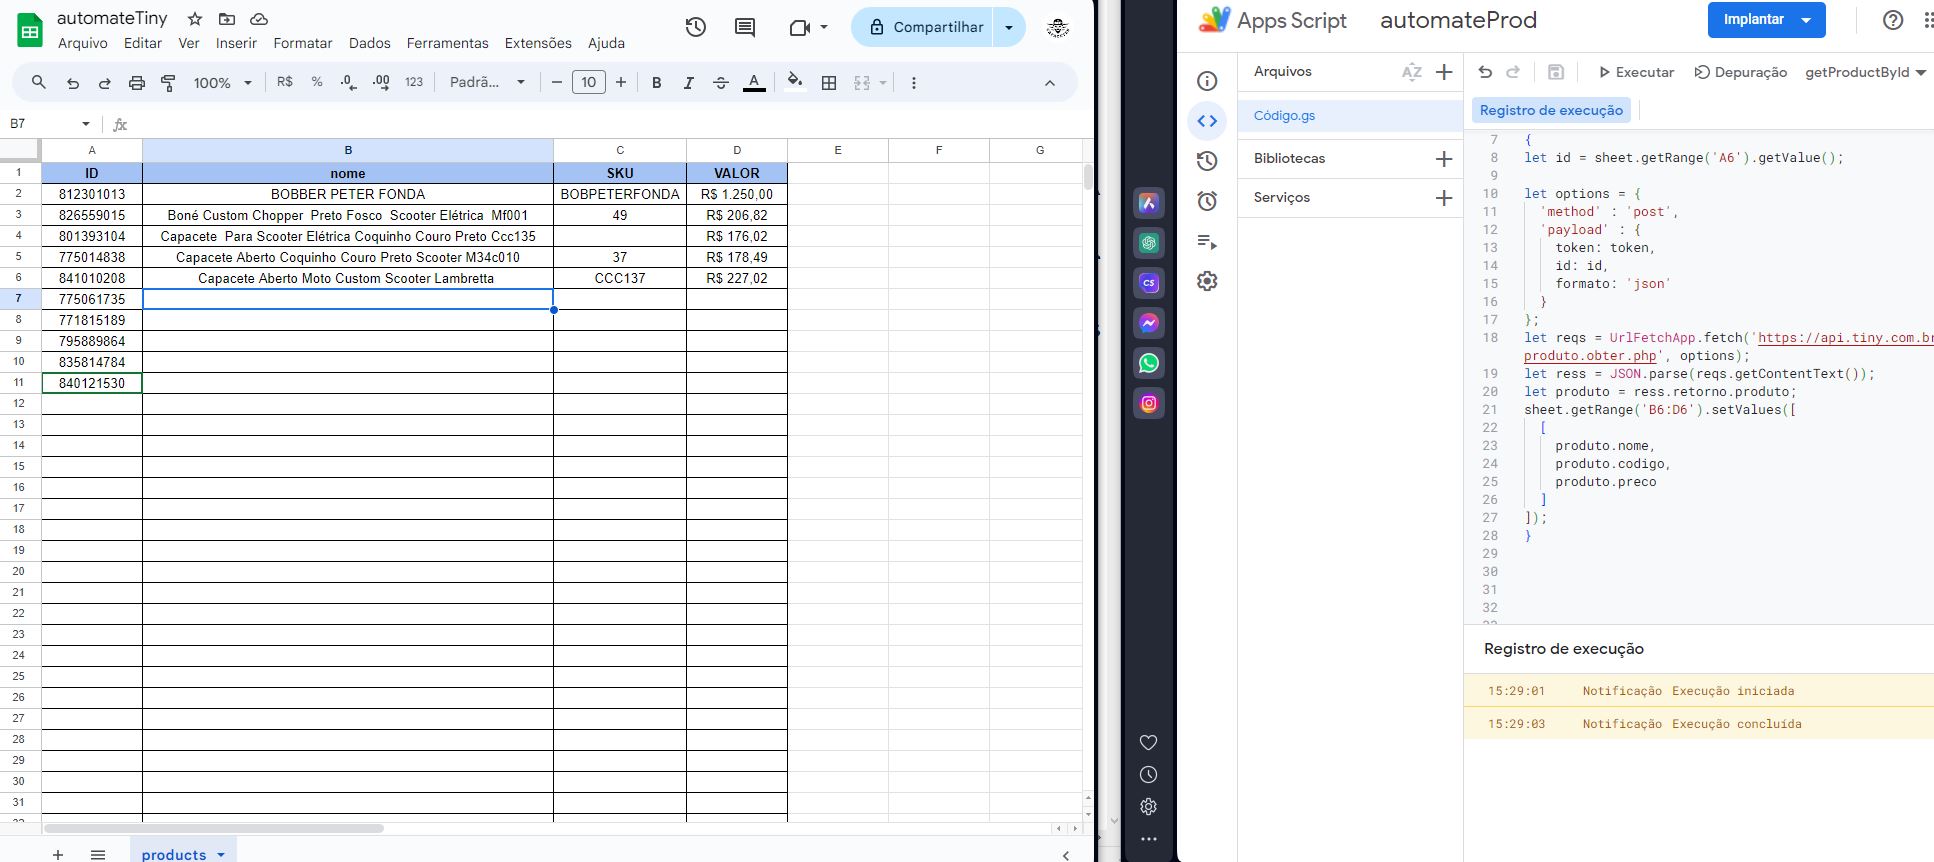 automateTiny
Arquivo Editar Ver Inserir Formatar Dados Ferramentas Extensões Ajuda
Compartilhar
100% R$ % .0 .00 123 Padrã... − 10 + B I S A
B7 fx
A B C D E F G
1 ID nome SKU VALOR
2 812301013 BOBBER PETER FONDA BOBPETERFONDA R$ 1.250,00
3 826559015 Boné Custom Chopper  Preto Fosco  Scooter Elétrica  Mf001 49 R$ 206,82
4 801393104 Capacete  Para Scooter Elétrica Coquinho Couro Preto Ccc135 R$ 176,02
5 775014838 Capacete Aberto Coquinho Couro Preto Scooter M34c010 37 R$ 178,49
6 841010208 Capacete Aberto Moto Custom Scooter Lambretta CCC137 R$ 227,02
7 775061735
8 771815189
9 795889864
10 835814784
11 840121530
12
13
14
15
16
17
18
19
20
21
22
23
24
25
26
27
28
29
30
31
+ products
CS
Apps Script automateProd
Implantar
Arquivos AZ +
Código.gs
Bibliotecas +
Serviços +
Executar Depuração getProductById
Registro de execução
7 {
8 let id = sheet.getRange('A6').getValue();
9
10 let options = {
11 'method' : 'post',
12 'payload' : {
13 token: token,
14 id: id,
15 formato: 'json'
16 }
17 };
18 let reqs = UrlFetchApp.fetch('https://api.tiny.com.br
produto.obter.php', options);
19 let ress = JSON.parse(reqs.getContentText());
20 let produto = ress.retorno.produto;
21 sheet.getRange('B6:D6').setValues([
22 [
23 produto.nome,
24 produto.codigo,
25 produto.preco
26 ]
27 ]);
28 }
29
30
31
32
Registro de execução
15:29:01 Notificação Execução iniciada
15:29:03 Notificação Execução concluída